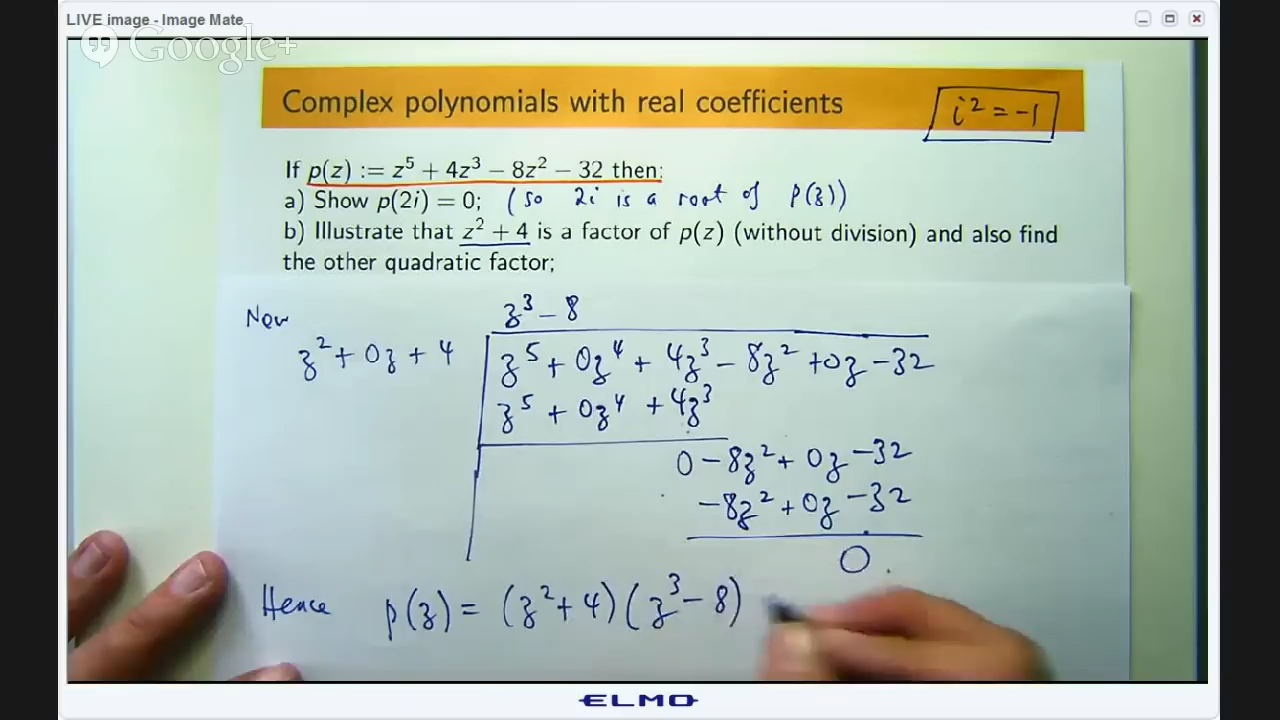 LIVE image - Image Mate
Google+
Complex polynomials with real coefficients
i² = -1
If p(z) := z⁵ + 4z³ − 8z² − 32 then:
a) Show p(2i) = 0; (so 2i is a root of p(z))
b) Illustrate that z² + 4 is a factor of p(z) (without division) and also find
the other quadratic factor;
Now
z³ - 8
z² + 0z + 4
z⁵ + 0z⁴ + 4z³ - 8z² + 0z - 32
z⁵ + 0z⁴ + 4z³
0 - 8z² + 0z - 32
- 8z² + 0z - 32
0
Hence p(z) = (z² + 4)(z³ - 8)
ELMO